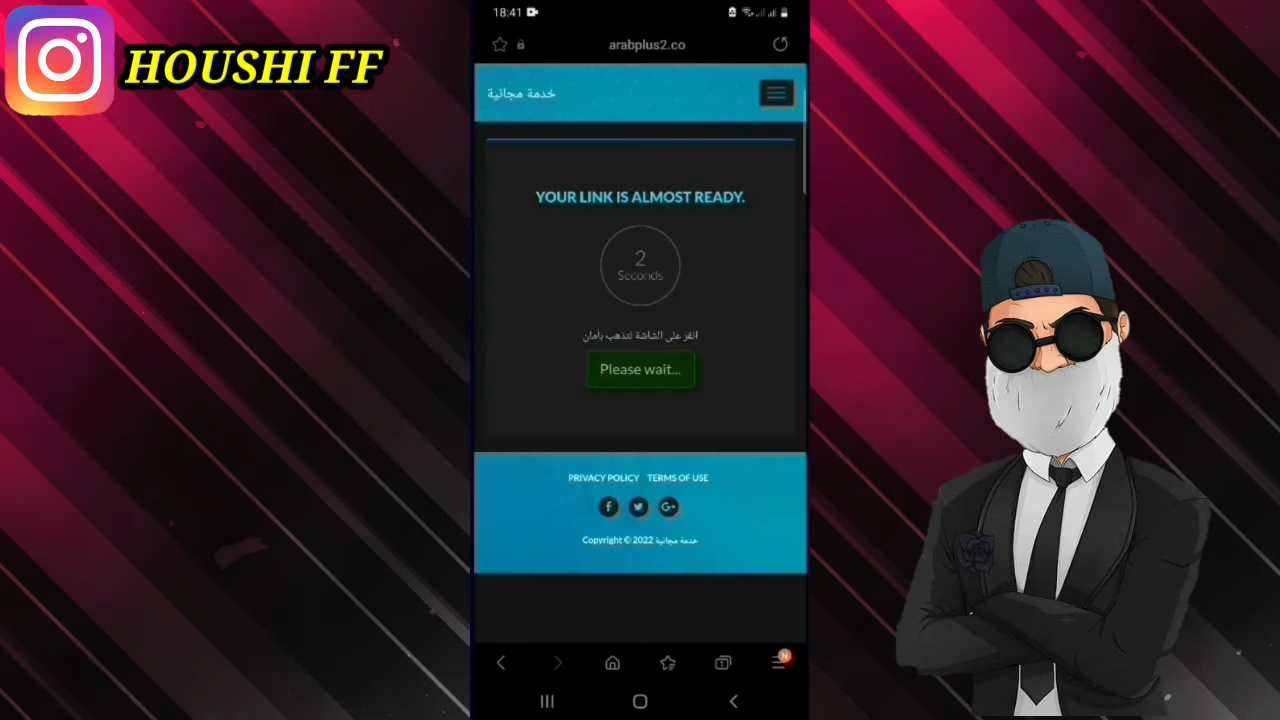 HOUSHI FF
18:41
arabplus2.co
خدمة مجانية
YOUR LINK IS ALMOST READY.
2
Seconds
انقر على الشاشة لتذهب بأمان
Please wait...
PRIVACY POLICY TERMS OF USE
f G+
Copyright © 2022 خدمة مجانية
1
N